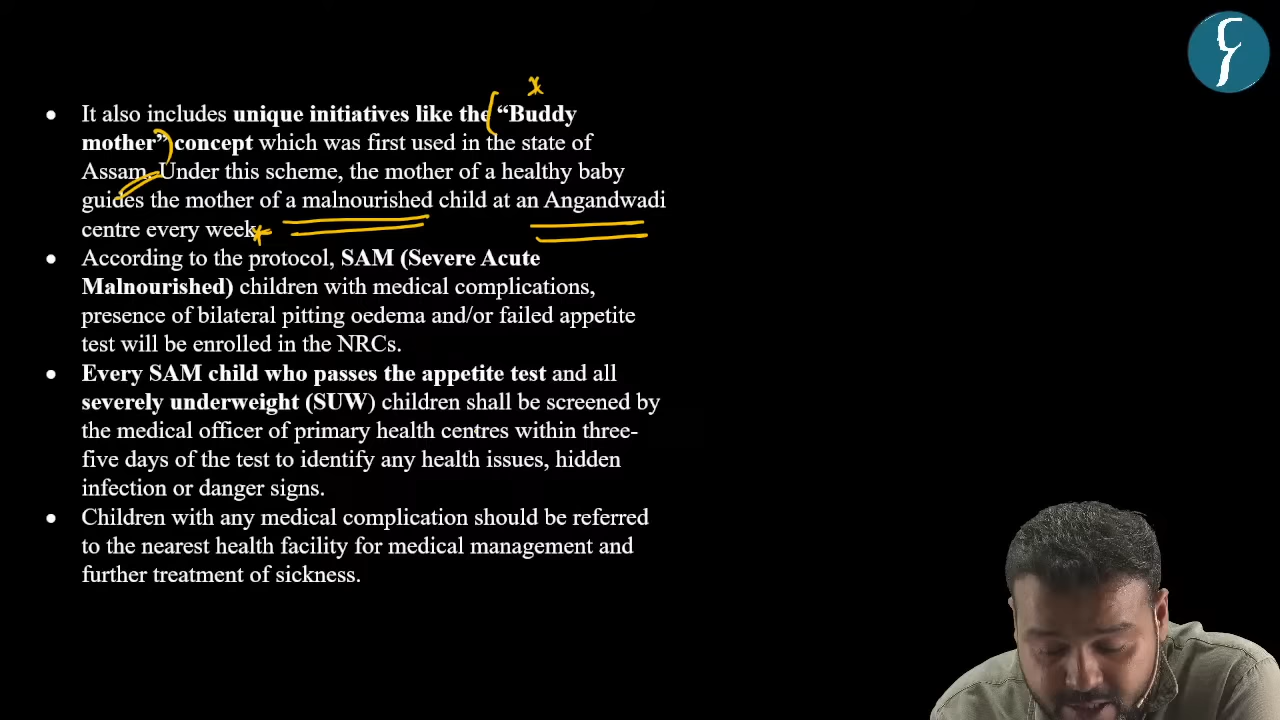 • It also includes unique initiatives like the “Buddy
mother” concept which was first used in the state of
Assam. Under this scheme, the mother of a healthy baby
guides the mother of a malnourished child at an Angandwadi
centre every week
• According to the protocol, SAM (Severe Acute
Malnourished) children with medical complications,
presence of bilateral pitting oedema and/or failed appetite
test will be enrolled in the NRCs.
• Every SAM child who passes the appetite test and all
severely underweight (SUW) children shall be screened by
the medical officer of primary health centres within three-
five days of the test to identify any health issues, hidden
infection or danger signs.
• Children with any medical complication should be referred
to the nearest health facility for medical management and
further treatment of sickness.